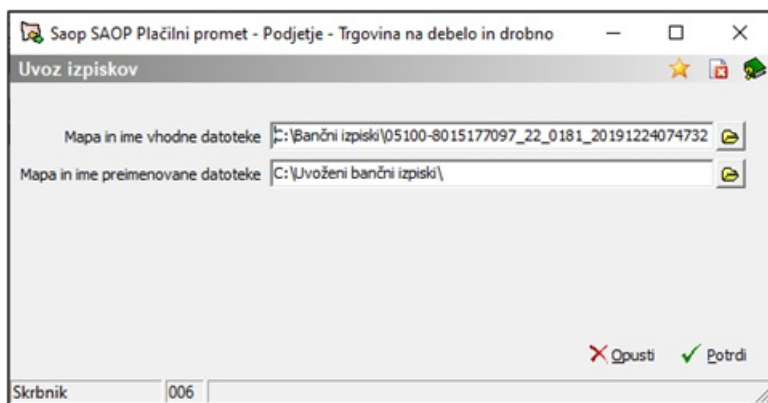 Saop SAOP Plačilni promet - Podjetje - Trgovina na debelo in drobno
Uvoz izpiskov
Mapa in ime vhodne datoteke C:\Bančni izpiski\05100-8015177097_22_0181_20191224074732
Mapa in ime preimenovane datoteke C:\Uvoženi bančni izpiski\
Opusti Potrdi
Skrbnik 006